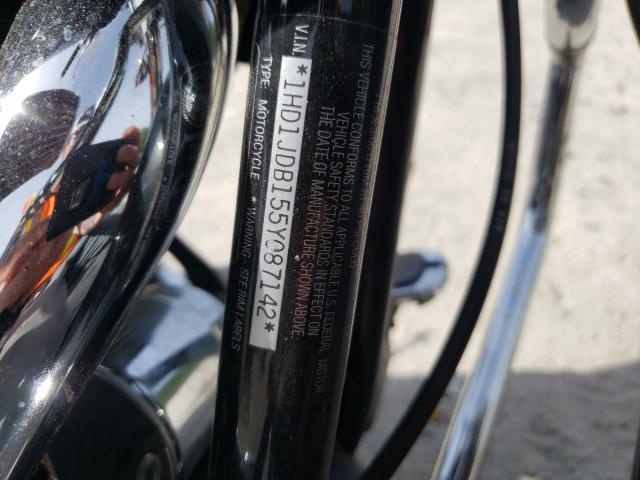 THIS VEHICLE CONFORMS TO ALL APPLICABLE U.S. FEDERAL MOTOR
VEHICLE SAFETY STANDARDS IN EFFECT ON
THE DATE OF MANUFACTURE SHOWN ABOVE
V.I.N. *1HD1JDB155Y087142*
TYPE: MOTORCYCLE * WARNING - SEE RIM LABELS